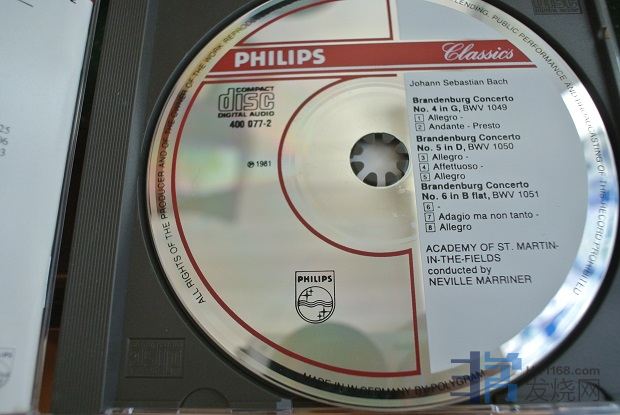 ALL RIGHTS OF THE PRODUCER AND OF THE OWNER OF THE WORK REPRODUCED
LENDING, PUBLIC PERFORMANCE AND BROADCASTING OF THIS RECORD PROHIBITED
PHILIPS
Classics
COMPACT
disc
DIGITAL AUDIO
400 077-2
℗ 1981
Johann Sebastian Bach
Brandenburg Concerto
No. 4 in G, BWV 1049
1 Allegro -
2 Andante - Presto
Brandenburg Concerto
No. 5 in D, BWV 1050
3 Allegro -
4 Affettuoso -
5 Allegro
Brandenburg Concerto
No. 6 in B flat, BWV 1051
6 -
7 Adagio ma non tanto -
8 Allegro
ACADEMY OF ST. MARTIN-
IN-THE-FIELDS
conducted by
NEVILLE MARRINER
PHILIPS
MADE IN W. GERMANY BY POLYGRAM
25
06
3
PHILIPS
发烧网